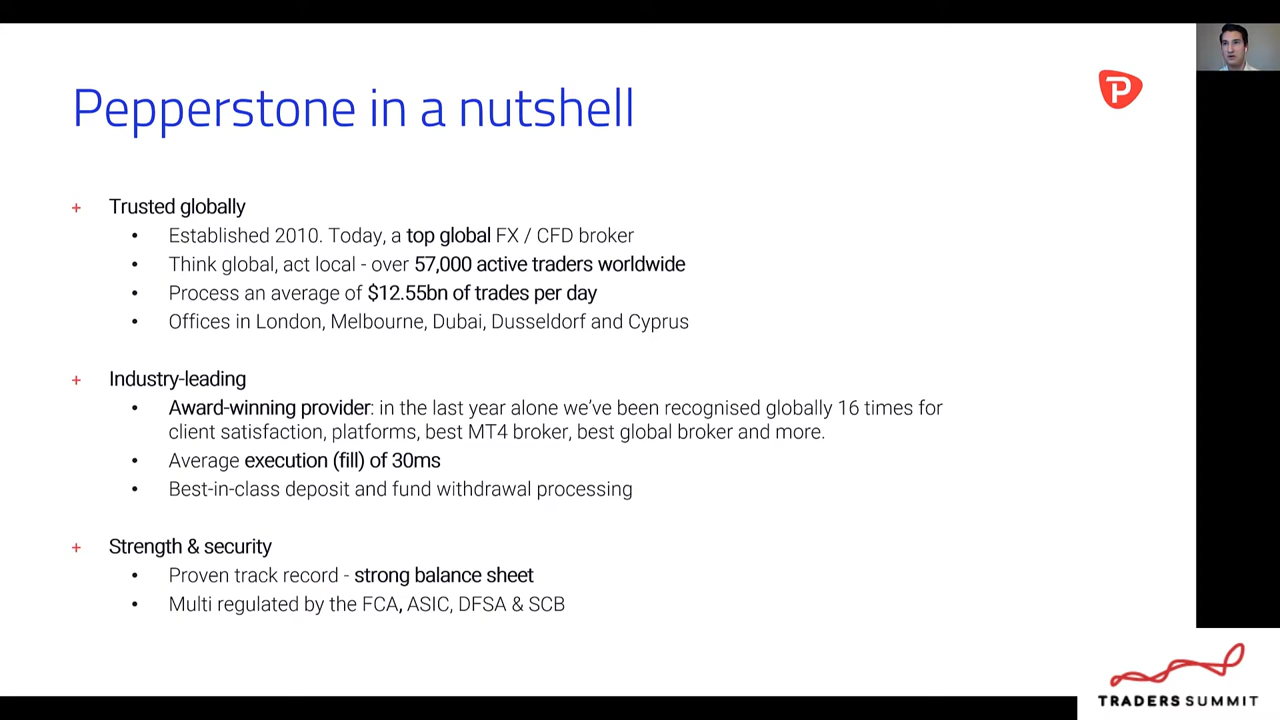 Pepperstone in a nutshell
P
+ Trusted globally
• Established 2010. Today, a top global FX / CFD broker
• Think global, act local - over 57,000 active traders worldwide
• Process an average of $12.55bn of trades per day
• Offices in London, Melbourne, Dubai, Dusseldorf and Cyprus
+ Industry-leading
• Award-winning provider: in the last year alone we’ve been recognised globally 16 times for
client satisfaction, platforms, best MT4 broker, best global broker and more.
• Average execution (fill) of 30ms
• Best-in-class deposit and fund withdrawal processing
+ Strength & security
• Proven track record - strong balance sheet
• Multi regulated by the FCA, ASIC, DFSA & SCB
TRADERS SUMMIT